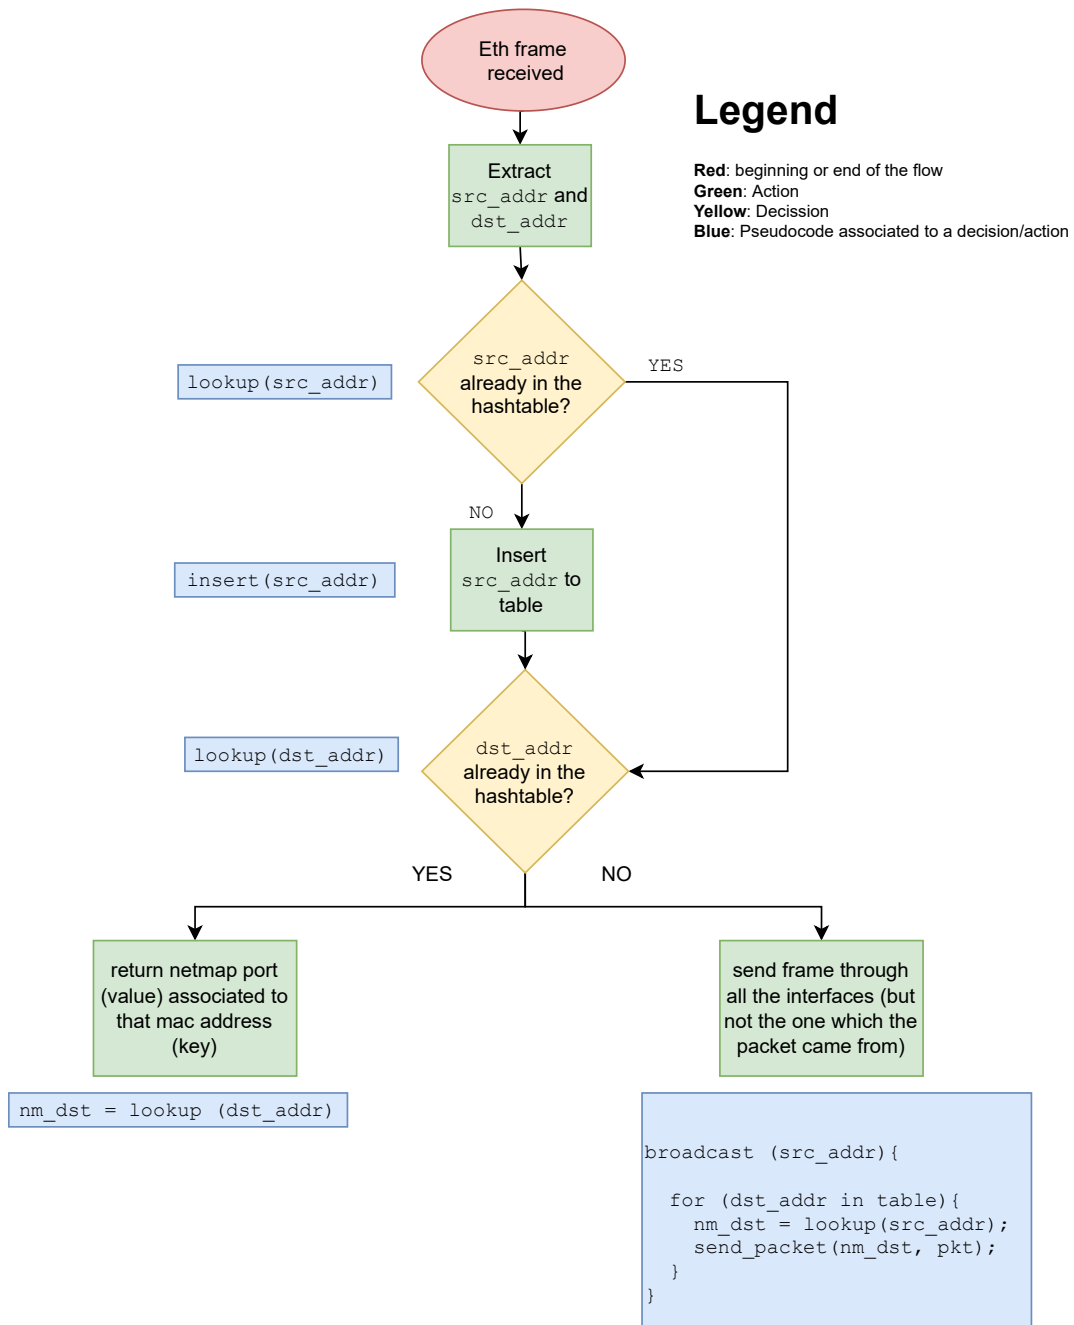 Eth frame
received
Legend
Red: beginning or end of the flow
Green: Action
Yellow: Decission
Blue: Pseudocode associated to a decision/action
Extract
src_addr and
dst_addr
src_addr
already in the
hashtable?
YES
lookup(src_addr)
NO
Insert
src_addr to
table
insert(src_addr)
dst_addr
already in the
hashtable?
lookup(dst_addr)
YES
NO
return netmap port
(value) associated to
that mac address
(key)
send frame through
all the interfaces (but
not the one which the
packet came from)
nm_dst = lookup (dst_addr)
broadcast (src_addr){
for (dst_addr in table){
nm_dst = lookup(src_addr);
send_packet(nm_dst, pkt);
}
}